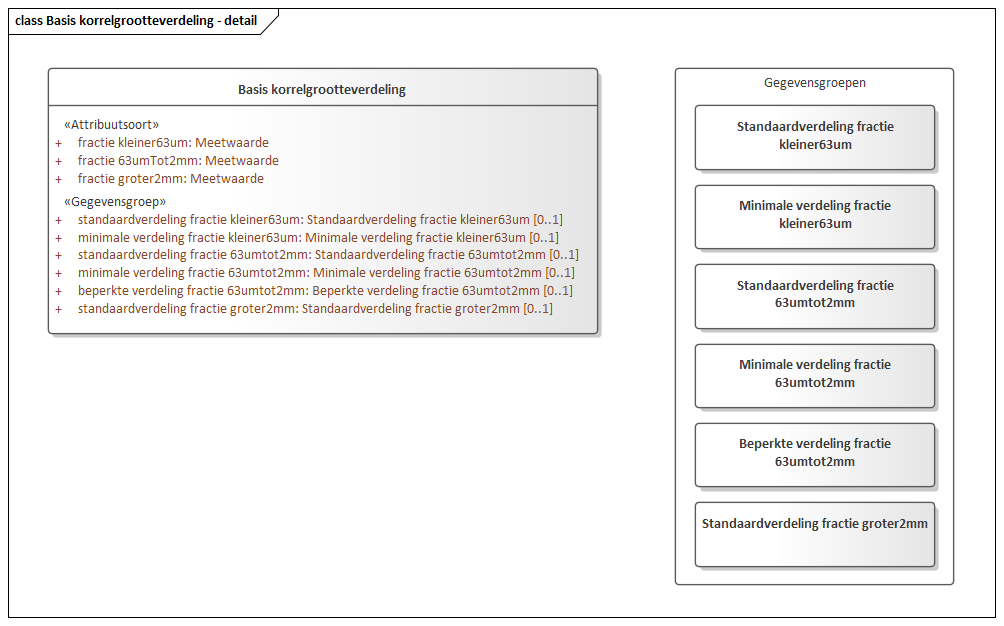 class Basis korrelgrootteverdeling - detail
Basis korrelgrootteverdeling
«Attribuutsoort»
+ fractie kleiner63um: Meetwaarde
+ fractie 63umTot2mm: Meetwaarde
+ fractie groter2mm: Meetwaarde
«Gegevensgroep»
+ standaardverdeling fractie kleiner63um: Standaardverdeling fractie kleiner63um [0..1]
+ minimale verdeling fractie kleiner63um: Minimale verdeling fractie kleiner63um [0..1]
+ standaardverdeling fractie 63umtot2mm: Standaardverdeling fractie 63umtot2mm [0..1]
+ minimale verdeling fractie 63umtot2mm: Minimale verdeling fractie 63umtot2mm [0..1]
+ beperkte verdeling fractie 63umtot2mm: Beperkte verdeling fractie 63umtot2mm [0..1]
+ standaardverdeling fractie groter2mm: Standaardverdeling fractie groter2mm [0..1]
Gegevensgroepen
Standaardverdeling fractie
kleiner63um
Minimale verdeling fractie
kleiner63um
Standaardverdeling fractie
63umtot2mm
Minimale verdeling fractie
63umtot2mm
Beperkte verdeling fractie
63umtot2mm
Standaardverdeling fractie groter2mm